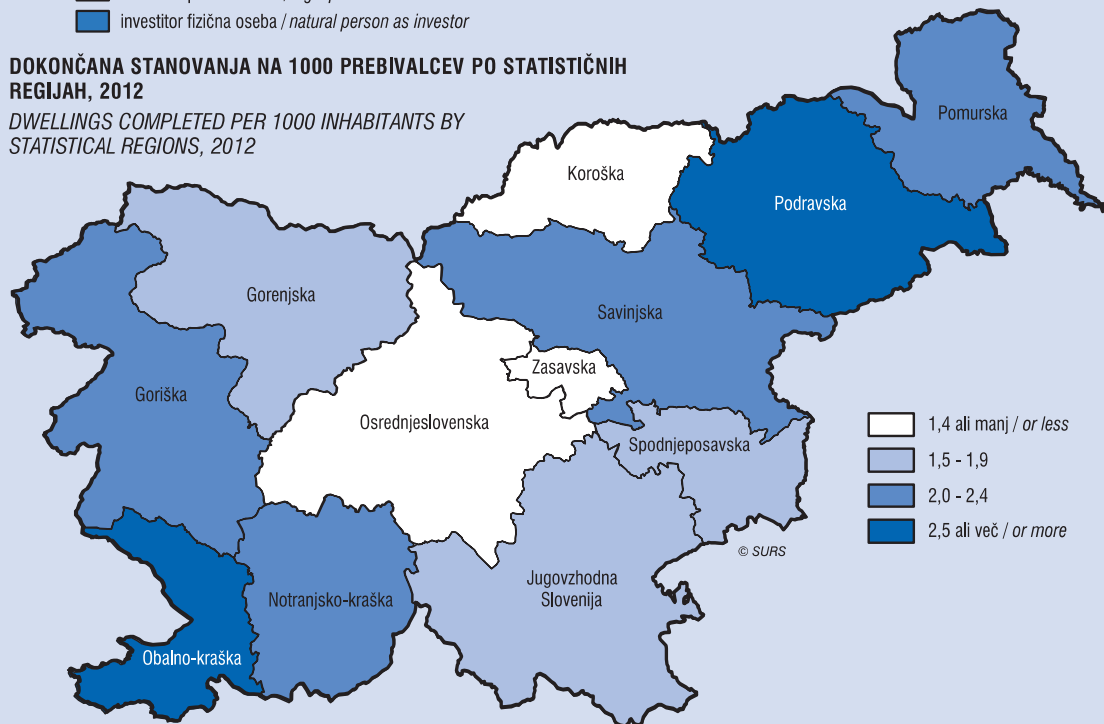 investitor fizična oseba / natural person as investor
DOKONČANA STANOVANJA NA 1000 PREBIVALCEV PO STATISTIČNIH
REGIJAH, 2012
DWELLINGS COMPLETED PER 1000 INHABITANTS BY
STATISTICAL REGIONS, 2012
Pomurska
Koroška
Podravska
Gorenjska
Savinjska
Zasavska
Goriška
Osrednjeslovenska
Spodnjeposavska
1,4 ali manj / or less
1,5 - 1,9
2,0 - 2,4
2,5 ali več / or more
© SURS
Jugovzhodna
Slovenija
Notranjsko-kraška
Obalno-kraška